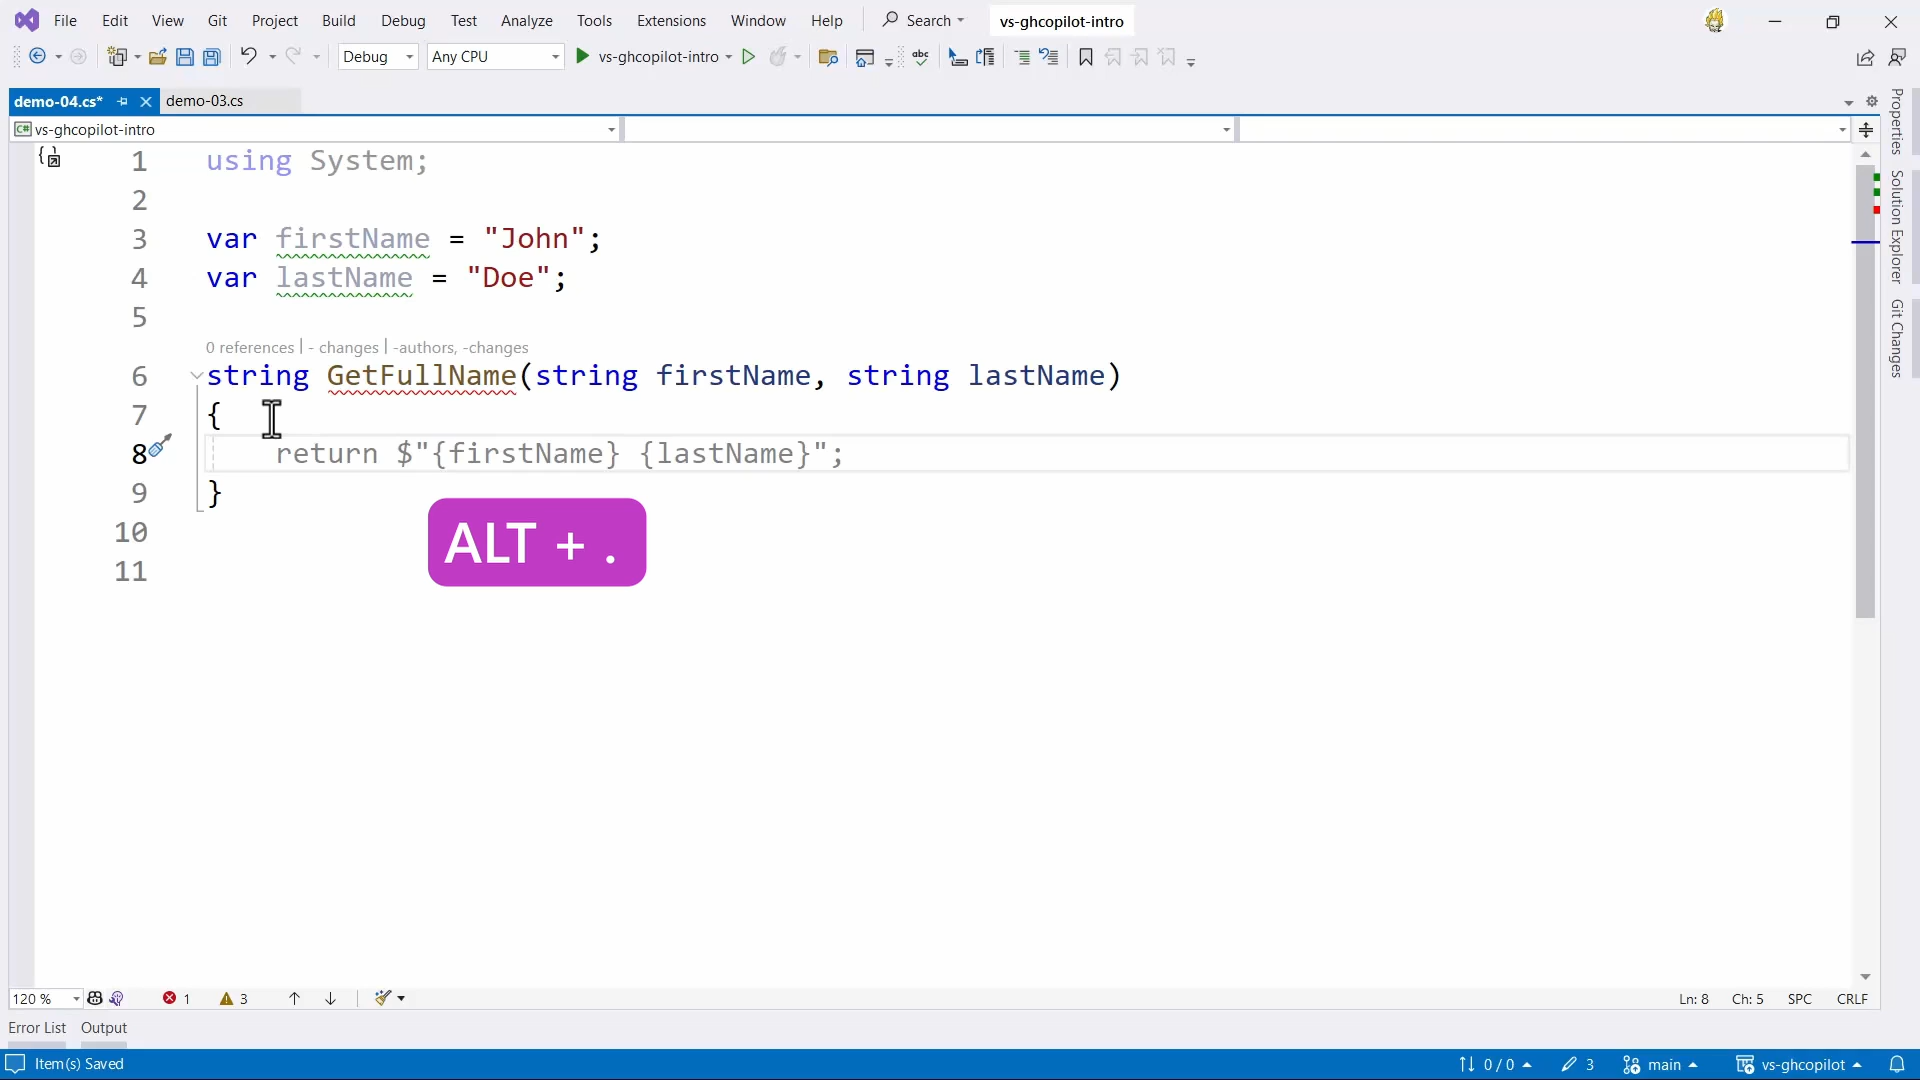 File Edit View Git Project Build Debug Test Analyze Tools Extensions Window Help Search vs-ghcopilot-intro
Debug Any CPU vs-ghcopilot-intro abc
demo-04.cs* demo-03.cs
C# vs-ghcopilot-intro
1 using System;
2
3 var firstName = "John";
4 var lastName = "Doe";
5
0 references | - changes | -authors, -changes
6 string GetFullName(string firstName, string lastName)
7 {
8 return $"{firstName} {lastName}";
9 }
10
11
ALT + .
Properties
Solution Explorer
Git Changes
120 % 1 3 Ln: 8 Ch: 5 SPC CRLF
Error List Output
Item(s) Saved 0 / 0 3 main vs-ghcopilot